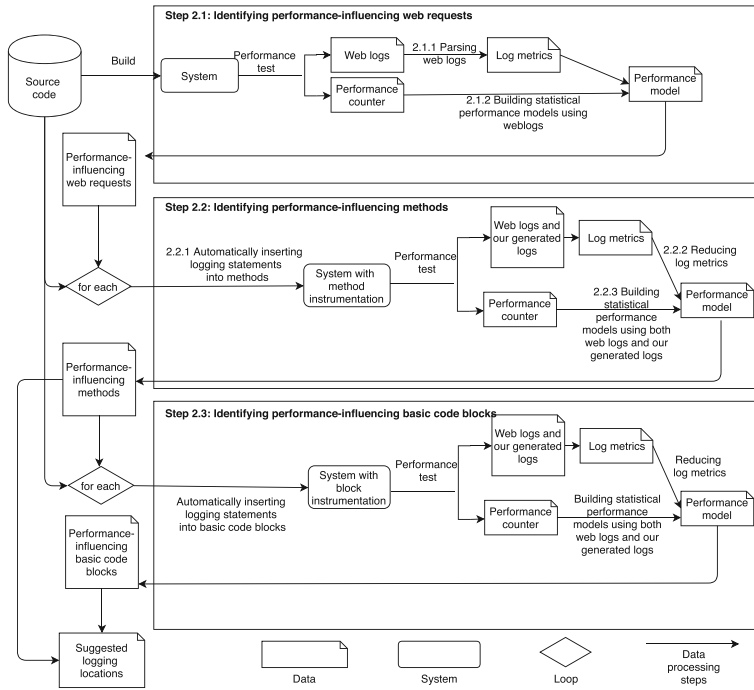 Step 2.1: Identifying performance-influencing web requests
Source
code
Build
System
Performance
test
Web logs
2.1.1 Parsing
web logs
Log metrics
Performance
counter
2.1.2 Building statistical
performance models using
weblogs
Performance
model
Performance-
influencing
web requests
Step 2.2: Identifying performance-influencing methods
for each
2.2.1 Automatically inserting
logging statements
into methods
System with
method
instrumentation
Performance
test
Web logs and
our generated
logs
Log metrics
2.2.2 Reducing
log metrics
Performance
counter
2.2.3 Building
statistical
performance
models using both
web logs and our
generated logs
Performance
model
Performance-
influencing
methods
Step 2.3: Identifying performance-influencing basic code blocks
for each
Automatically inserting
logging statements
into basic code blocks
System with
block
instrumentation
Performance
test
Web logs and
our generated
logs
Log metrics
Reducing
log metrics
Performance
counter
Building statistical
performance
models using both
web logs and our
generated logs
Performance
model
Performance-
influencing
basic code
blocks
Suggested
logging
locations
Data
System
Loop
Data
processing
steps